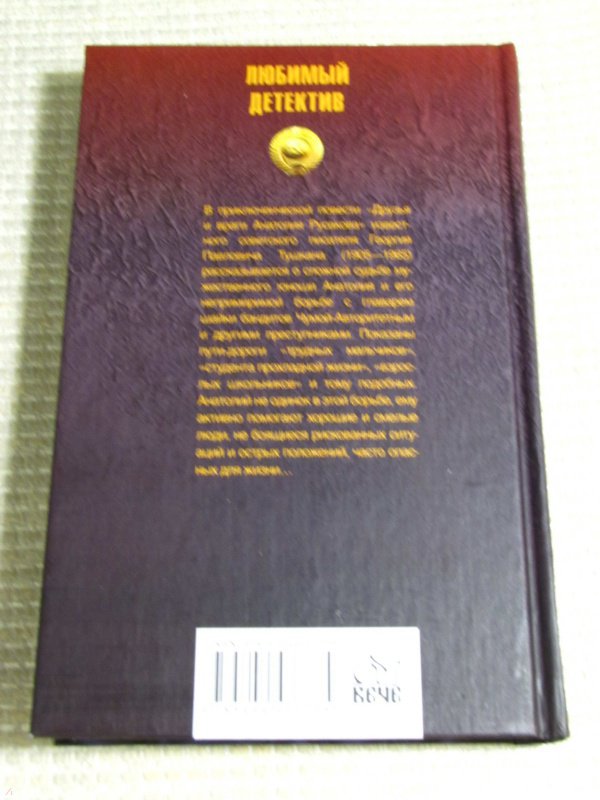 ЛЮБИМЫЙ
ДЕТЕКТИВ
В приключенческой повести «Друзья
и враги Анатолия Русакова» извест-
ного советского писателя Георгия
Павловича Тушкана (1905—1965)
рассказывается о сложной судьбе му-
жественного юноши Анатолия и его
непримиримой борьбе с главарем
шайки бандитов, Чумой-Авторитетным
и другими преступниками. Показаны
пути-дороги «трудных мальчиков»,
«студента прохладной жизни», «взрос-
лых школьников» и тому подобных.
Анатолий не одинок в этой борьбе, ему
активно помогают хорошие и смелые
люди, не боящиеся рискованных ситу-
аций и острых положений, часто опас-
ных для жизни…
ВЕЧЕ